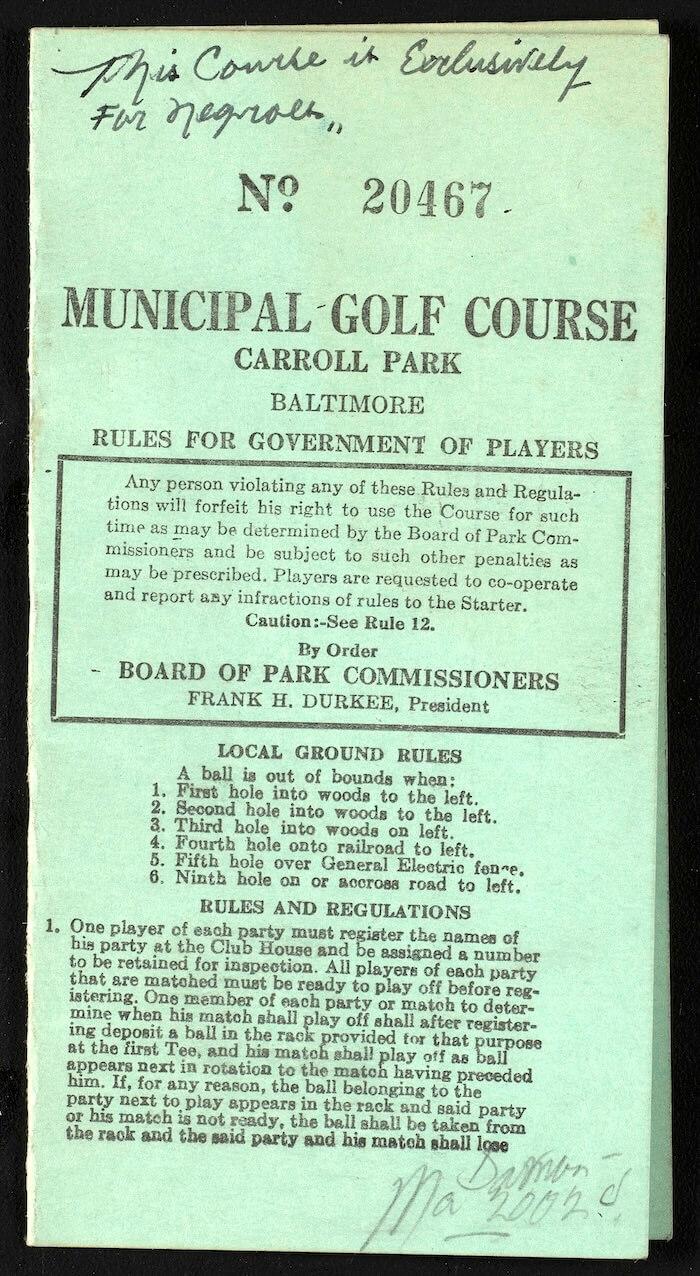 This Course is Exclusively
For Negroes„
Nº 20467.
MUNICIPAL GOLF COURSE
CARROLL PARK
BALTIMORE
RULES FOR GOVERNMENT OF PLAYERS
Any person violating any of these Rules and Regula-
tions will forfeit his right to use the Course for such
time as may be determined by the Board of Park Com-
missioners and be subject to such other penalties as
may be prescribed. Players are requested to co-operate
and report any infractions of rules to the Starter.
Caution:-See Rule 12.
By Order
- BOARD OF PARK COMMISSIONERS
FRANK H. DURKEE, President
LOCAL GROUND RULES
A ball is out of bounds when:
1. First hole into woods to the left.
2. Second hole into woods to the left.
3. Third hole into woods on left.
4. Fourth hole onto railroad to left.
5. Fifth hole over General Electric fence.
6. Ninth hole on or accross road to left.
RULES AND REGULATIONS
1. One player of each party must register the names of
his party at the Club House and be assigned a number
to be retained for inspection. All players of each party
that are matched must be ready to play off before reg-
istering. One member of each party or match to deter-
mine when his match shall play off shall after register-
ing deposit a ball in the rack provided for that purpose
at the first Tee, and his match shall play off as ball
appears next in rotation to the match having preceded
him. If, for any reason, the ball belonging to the
party next to play appears in the rack and said party
or his match is not ready, the ball shall be taken from
the rack and the said party and his match shall lose
Ma 2002